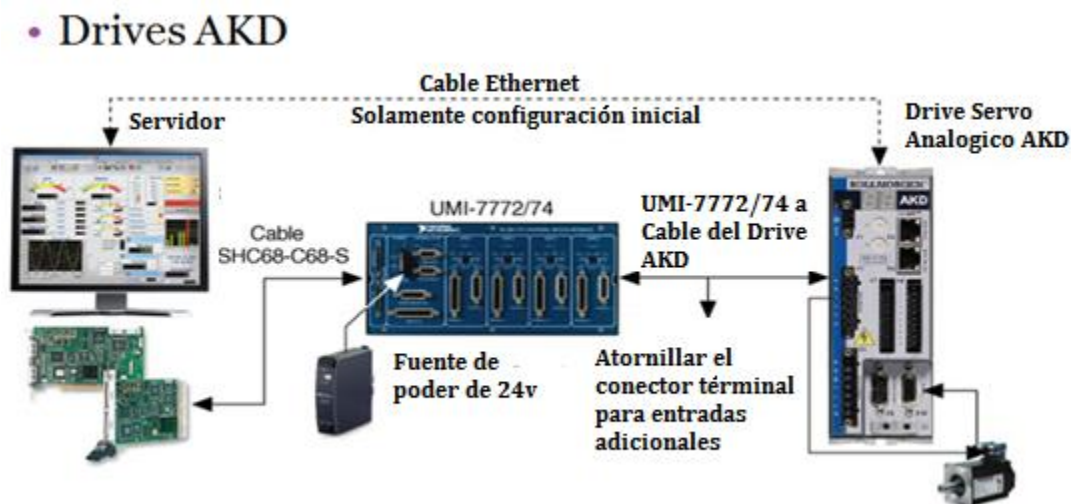 • Drives AKD
Cable Ethernet
Solamente configuración inicial
Servidor
Drive Servo
Analogico AKD
UMI-7772/74
Cable
SHC68-C68-S
UMI-7772/74 a
Cable del Drive
AKD
KOLLMORGEN
AKD
Fuente de
poder de 24v
Atornillar el
conector términal
para entradas
adicionales